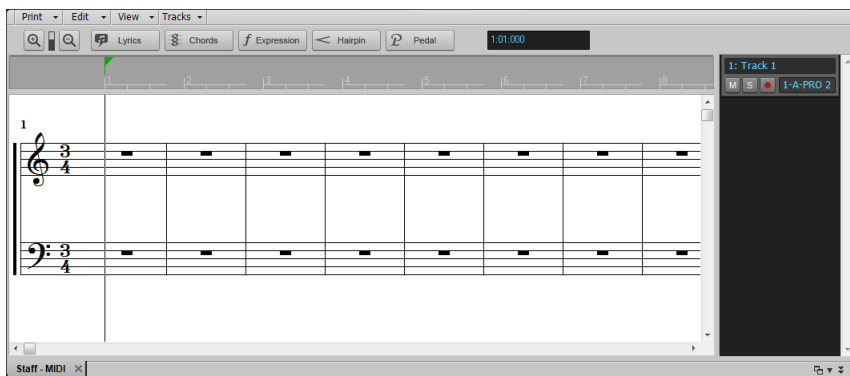 Print Edit View Tracks
Lyrics Chords Expression Hairpin Pedal 1:01:000
1 2 3 4 5 6 7 8
1: Track 1
M S 1-A-PRO 2
1
3 4
3 4
Staff - MIDI